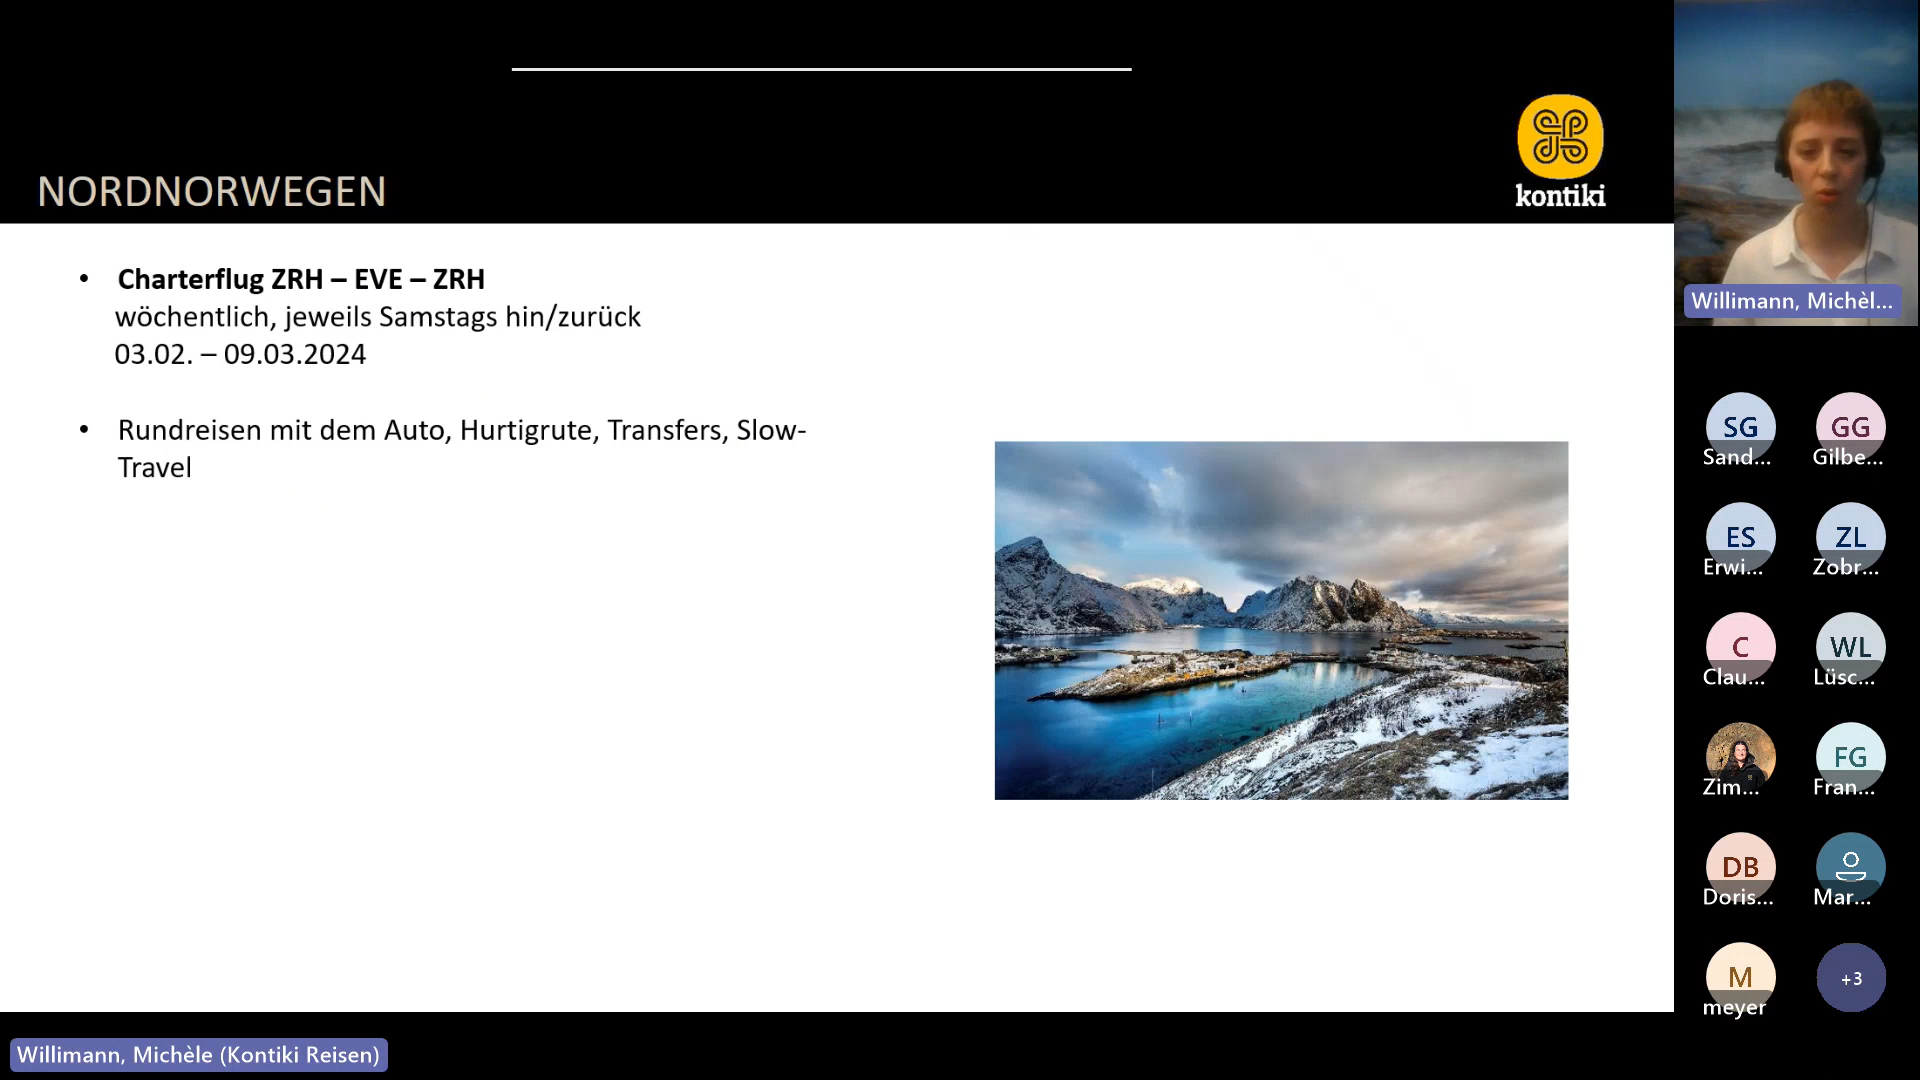 NORDNORWEGEN
kontiki
• Charterflug ZRH – EVE – ZRH
wöchentlich, jeweils Samstags hin/zurück
03.02. – 09.03.2024
• Rundreisen mit dem Auto, Hurtigrute, Transfers, Slow-
Travel
Willimann, Michèl...
SG GG
Sand... Gilbe...
ES ZL
Erwi... Zobr...
C WL
Clau... Lüsc...
Zim... FG
Fran...
DB
Doris... Mar...
M +3
meyer
Willimann, Michèle (Kontiki Reisen)